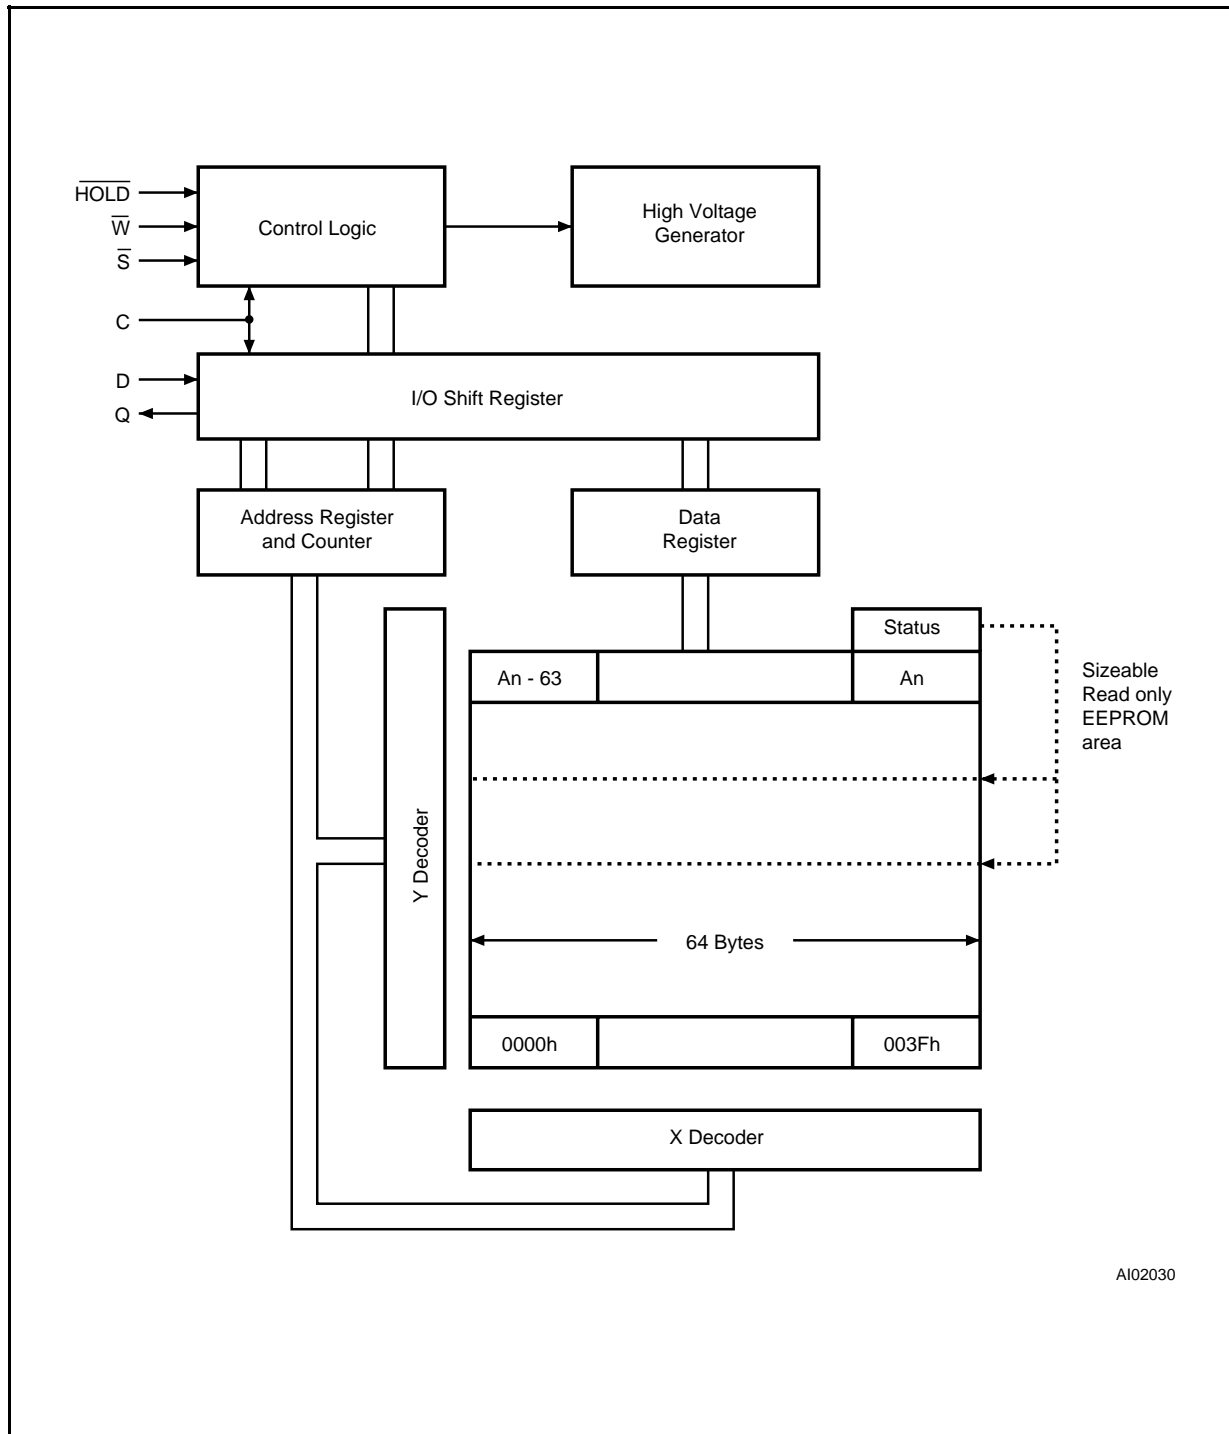 HOLD
W
S
C
D
Q
Control Logic
High Voltage
Generator
I/O Shift Register
Address Register
and Counter
Data
Register
Status
An - 63
An
Sizeable
Read only
EEPROM
area
Y Decoder
64 Bytes
0000h
003Fh
X Decoder
AI02030